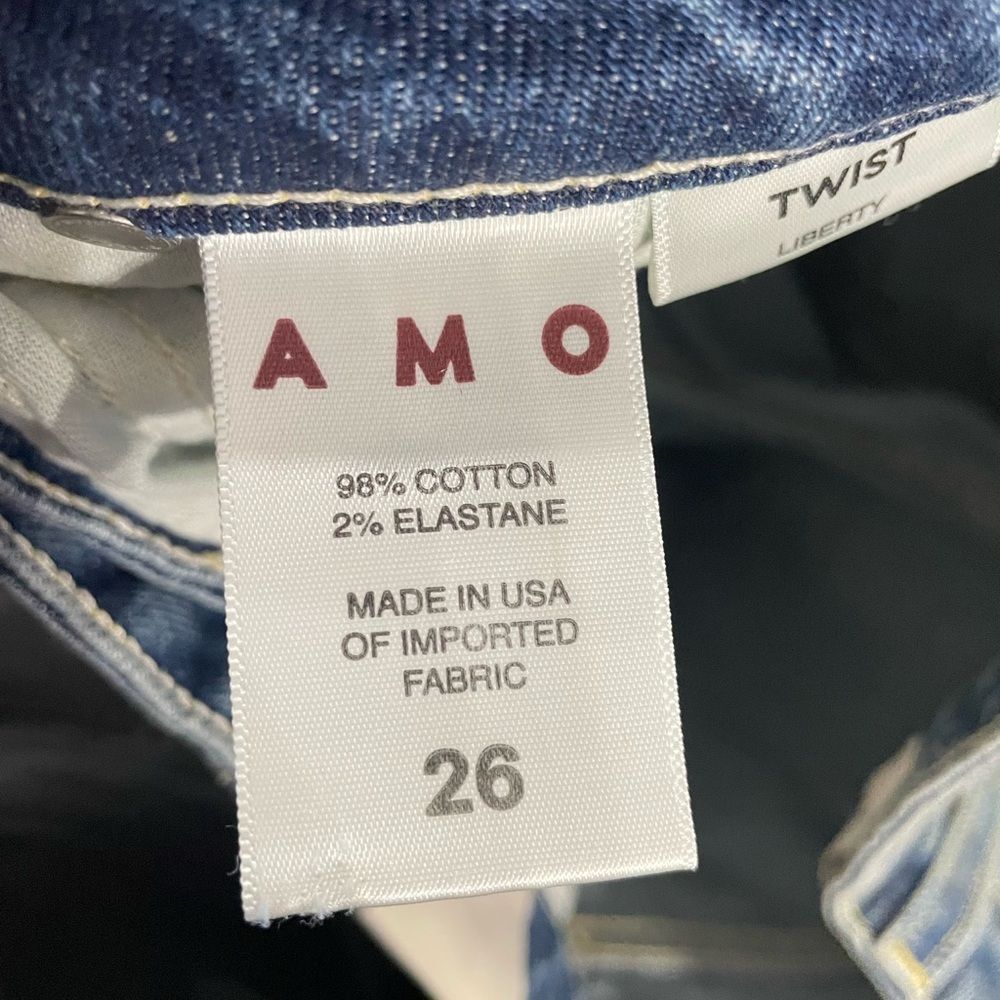 TWIST
LIBERTY
AMO
98% COTTON
2% ELASTANE
MADE IN USA
OF IMPORTED
FABRIC
26